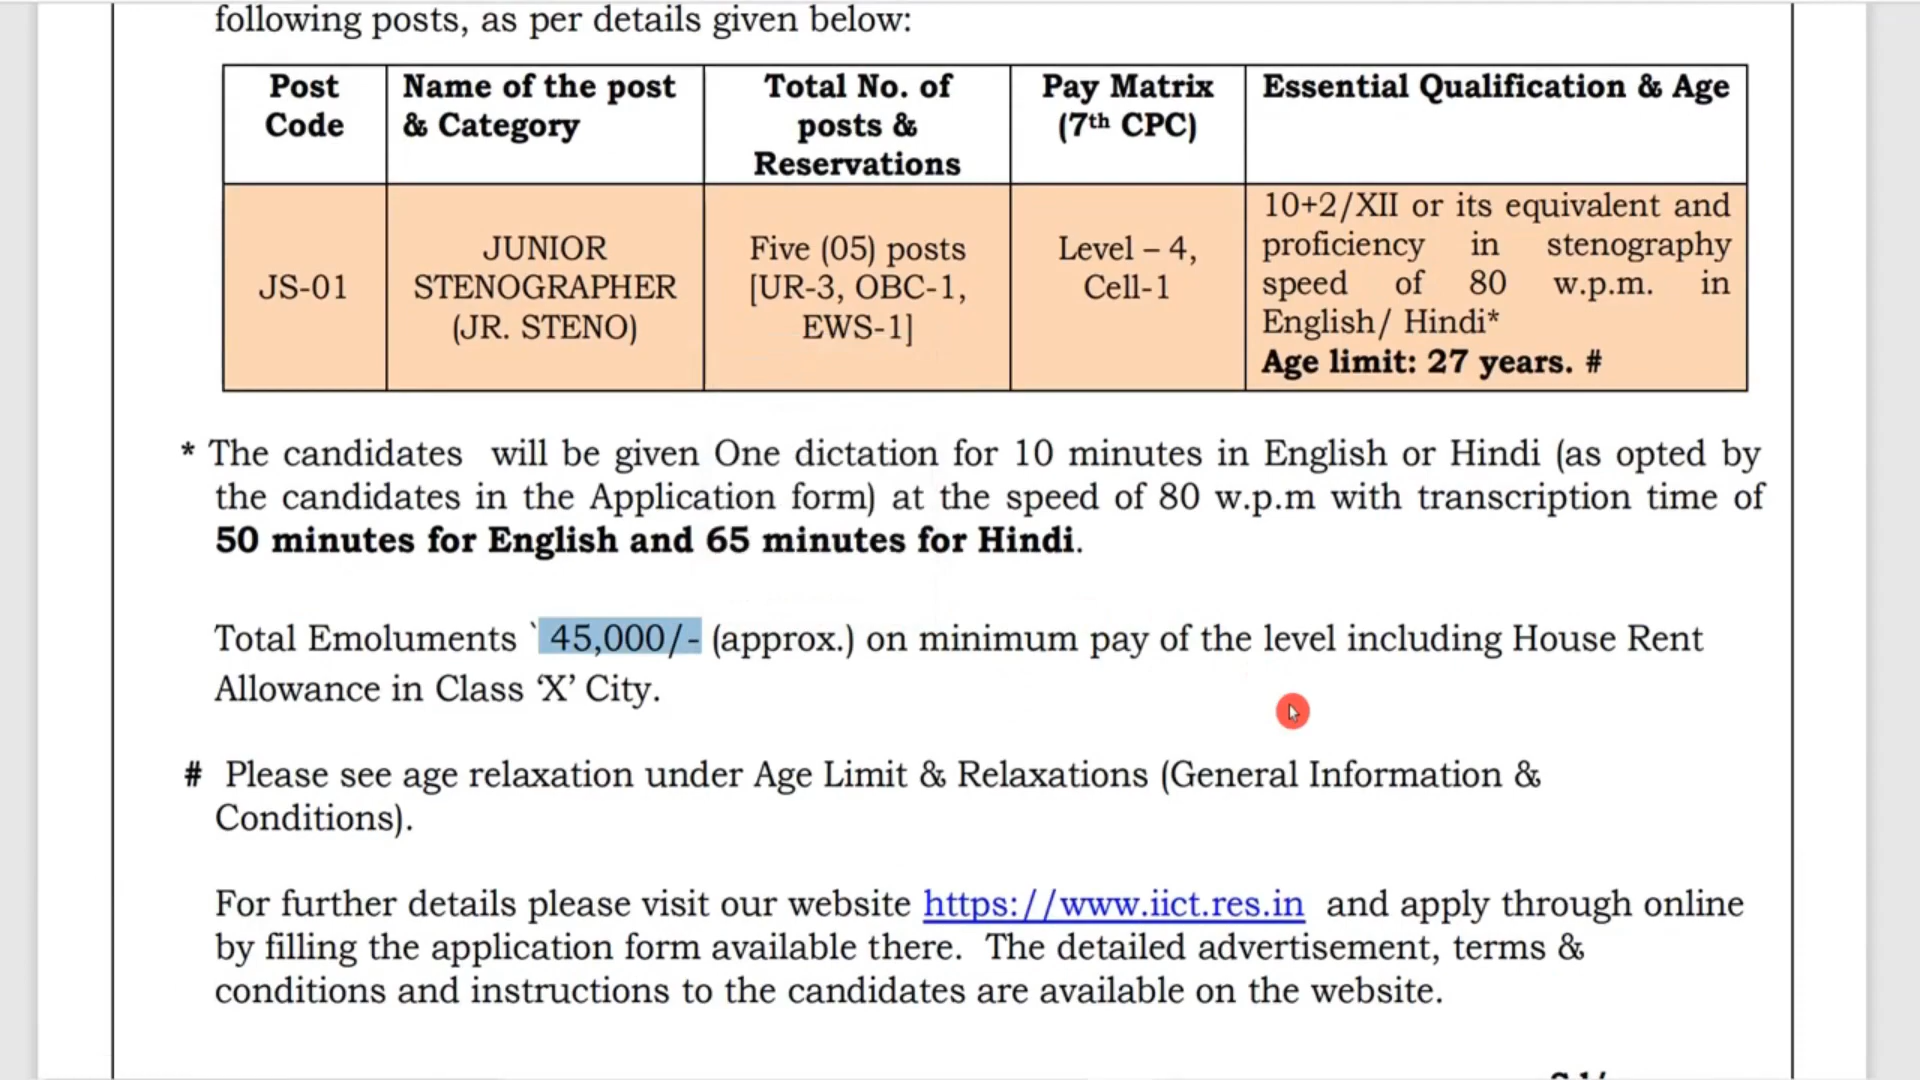 following posts, as per details given below:
Post Code
Name of the post & Category
Total No. of posts & Reservations
Pay Matrix (7th CPC)
Essential Qualification & Age
JS-01
JUNIOR
STENOGRAPHER
(JR. STENO)
Five (05) posts
[UR-3, OBC-1,
EWS-1]
Level – 4,
Cell-1
10+2/XII or its equivalent and
proficiency in stenography
speed of 80 w.p.m. in
English/ Hindi*
Age limit: 27 years. #
* The candidates will be given One dictation for 10 minutes in English or Hindi (as opted by
the candidates in the Application form) at the speed of 80 w.p.m with transcription time of
50 minutes for English and 65 minutes for Hindi.
Total Emoluments ` 45,000/- (approx.) on minimum pay of the level including House Rent
Allowance in Class ‘X’ City.
# Please see age relaxation under Age Limit & Relaxations (General Information &
Conditions).
For further details please visit our website https://www.iict.res.in and apply through online
by filling the application form available there. The detailed advertisement, terms &
conditions and instructions to the candidates are available on the website.